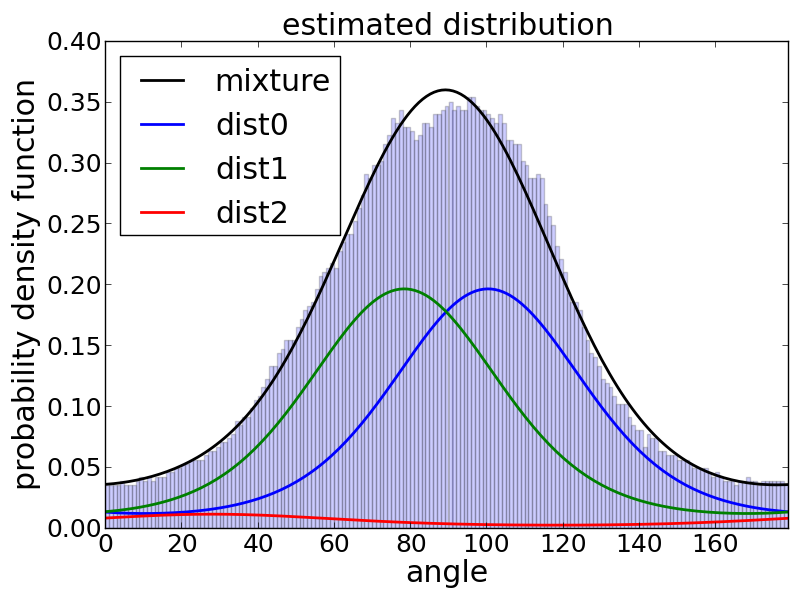 estimated distribution
mixture
dist0
dist1
dist2
probability density function
0.40
0.35
0.30
0.25
0.20
0.15
0.10
0.05
0.00
0 20 40 60 80 100 120 140 160
angle